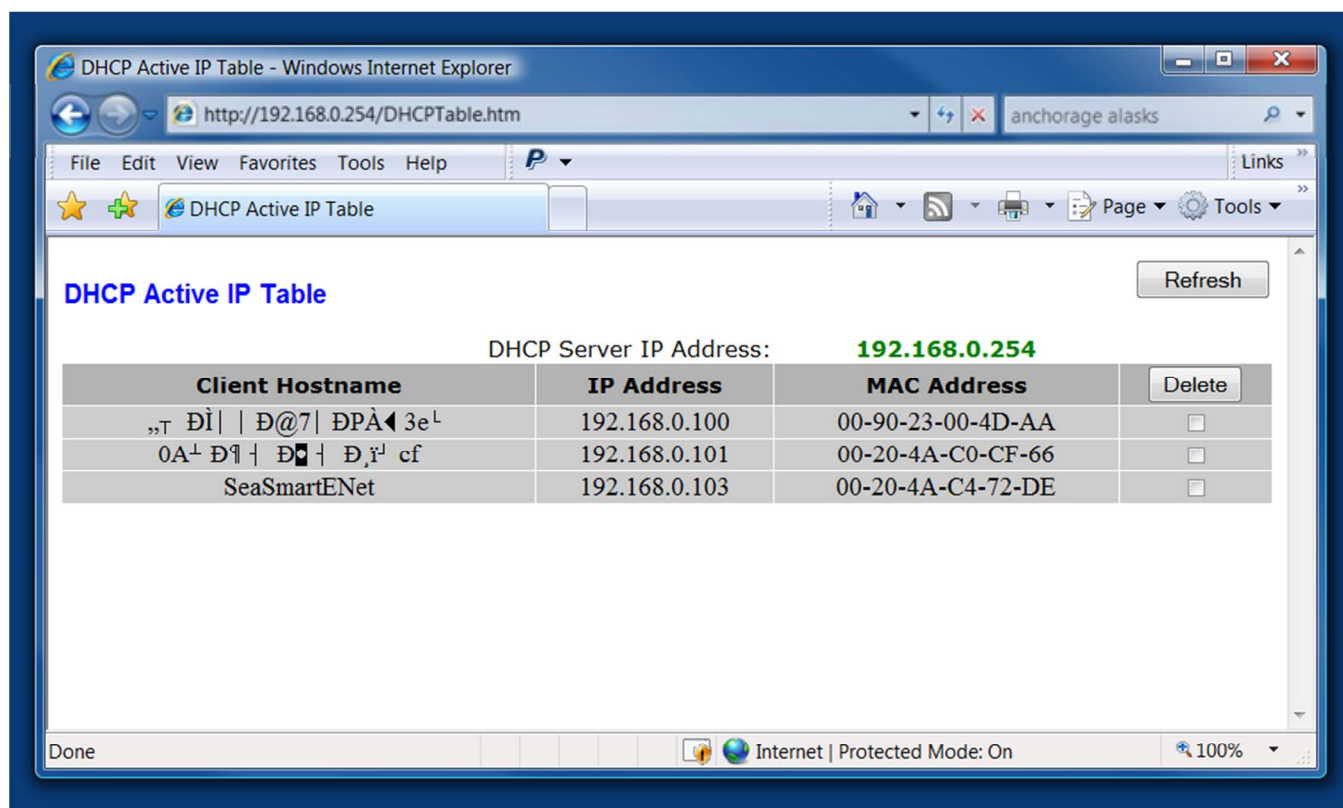 DHCP Active IP Table - Windows Internet Explorer
http://192.168.0.254/DHCPTable.htm
anchorage alasks
File Edit View Favorites Tools Help
Links
DHCP Active IP Table
Page
Tools
DHCP Active IP Table
Refresh
DHCP Server IP Address: 192.168.0.254
Client Hostname IP Address MAC Address Delete
192.168.0.100 00-90-23-00-4D-AA
192.168.0.101 00-20-4A-C0-CF-66
SeaSmartENet 192.168.0.103 00-20-4A-C4-72-DE
Done
Internet | Protected Mode: On
100%